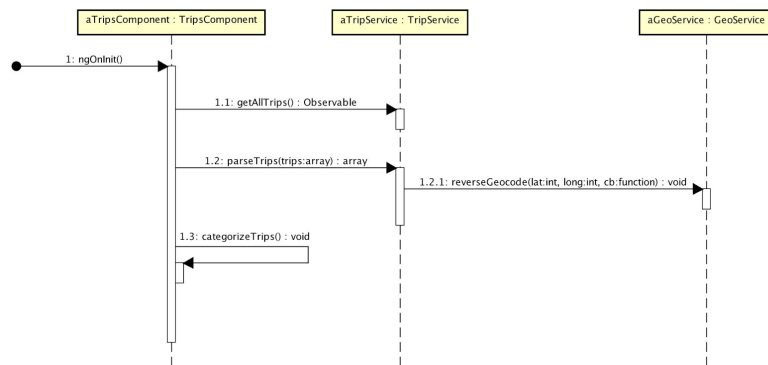 aTripsComponent : TripsComponent
aTripService : TripService
aGeoService : GeoService
1: ngOnInit()
1.1: getAllTrips() : Observable
1.2: parseTrips(trips:array) : array
1.2.1: reverseGeocode(lat:int, long:int, cb:function) : void
1.3: categorizeTrips() : void